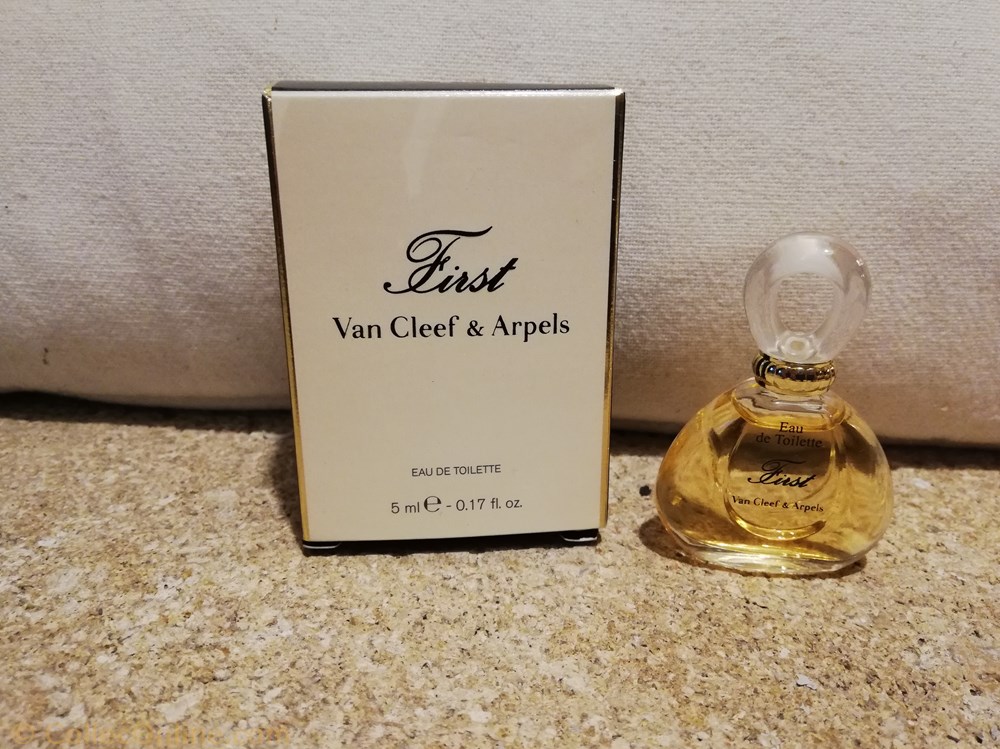 First
Van Cleef & Arpels
EAU DE TOILETTE
5 ml ℮ - 0.17 fl. oz.
Eau
de Toilette
First
Van Cleef & Arpels